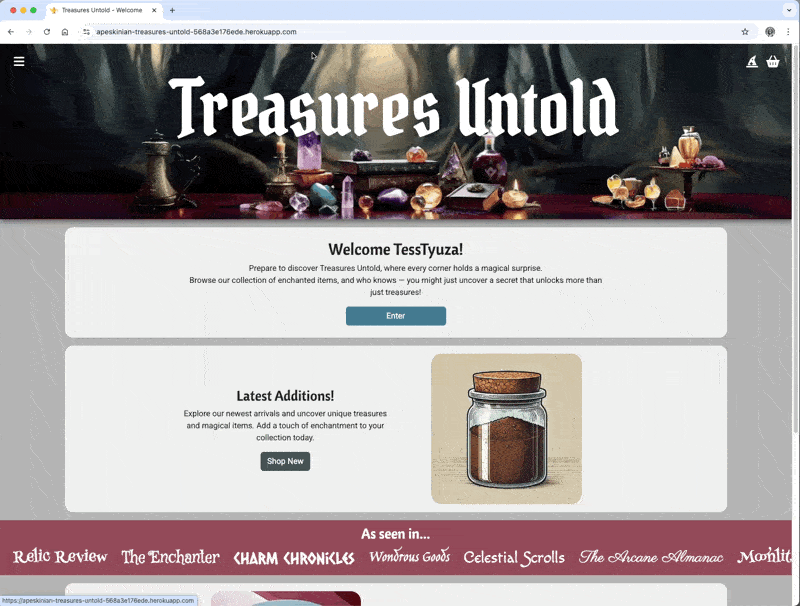 Treasures Untold - Welcome
apeskinian-treasures-untold-568a3e176ede.herokuapp.com
Treasures Untold
Welcome TessTyuza!
Prepare to discover Treasures Untold, where every corner holds a magical surprise.
Browse our collection of enchanted items, and who knows — you might just uncover a secret that unlocks more than
just treasures!
Enter
Latest Additions!
Explore our newest arrivals and uncover unique treasures
and magical items. Add a touch of enchantment to your
collection today.
Shop New
As seen in...
Relic Review The Enchanter CHARM CHRONICLES Wondrous Goods Celestial Scrolls The Arcane Almanac Moonlit
https://apeskinian-treasures-untold-568a3e176ede.herokuapp.com